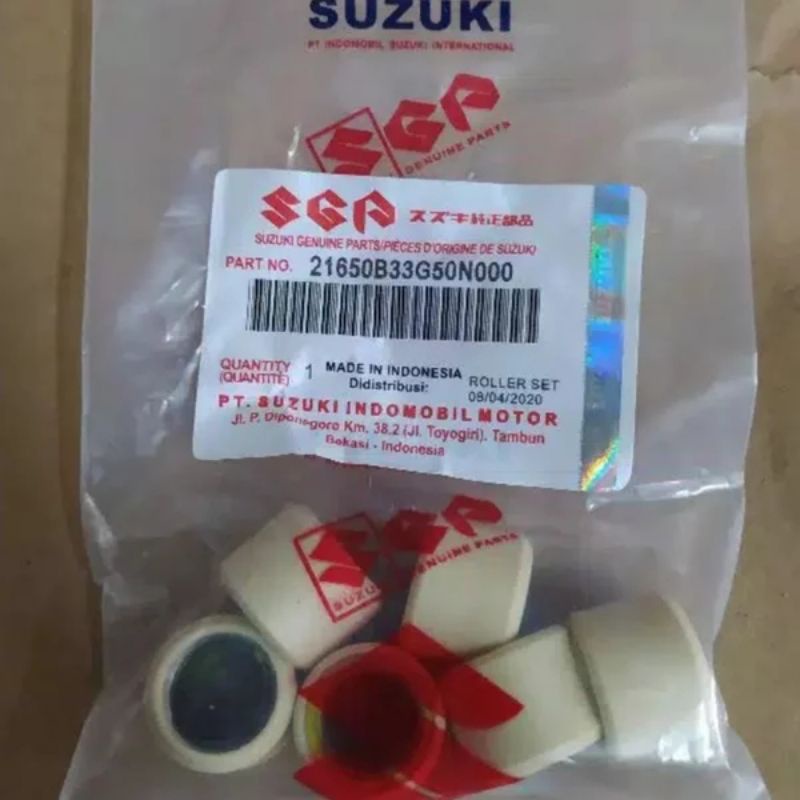 SUZUKI
PT INDOMOBIL SUZUKI INTERNATIONAL
SGP
GENUINE PARTS
SGP スズキ純正部品
SUZUKI GENUINE PARTS/PIÈCES D'ORIGINE DE SUZUKI
PART NO. 21650B33G50N000
QUANTITY 1 MADE IN INDONESIA
(QUANTITÉ) Didistribusi: ROLLER SET
08/04/2020
PT. SUZUKI INDOMOBIL MOTOR
Jl. P. Diponegoro Km. 38.2 (Jl. Toyogiri). Tambun
Bekasi - Indonesia
SGP
SUZU GENUINE PARTS